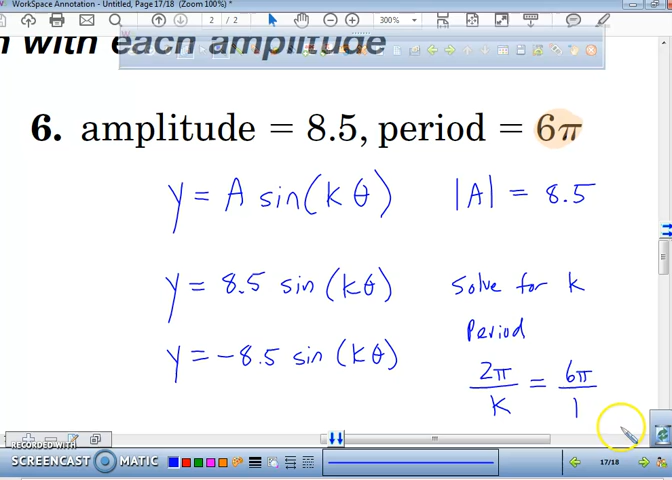 WorkSpace Annotation - Untitled, Page 17/18 (Zoom 100%)
2 / 2
300%
n with each amplitude
6. amplitude = 8.5, period = 6π
y = A sin(kθ) |A| = 8.5
y = 8.5 sin(kθ) Solve for k
Period
y = -8.5 sin(kθ)
2π/k = 6π/1
RECORDED WITH
SCREENCAST MATIC
17/18